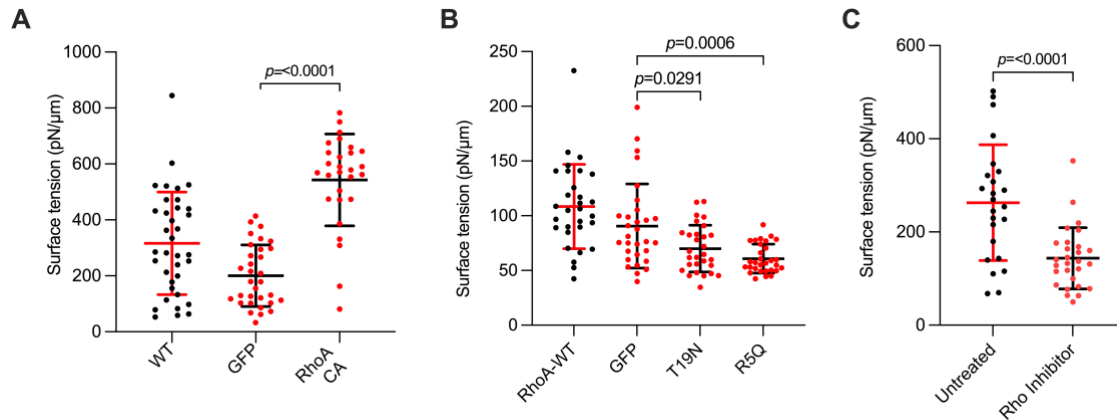 A
Surface tension (pN/μm)
1000
800
600
400
200
0
p=<0.0001
WT
GFP
RhoA
CA
B
Surface tension (pN/μm)
250
200
150
100
50
0
p=0.0006
p=0.0291
RhoA-WT
GFP
T19N
R5Q
C
Surface tension (pN/μm)
600
400
200
0
p=<0.0001
Untreated
Rho Inhibitor